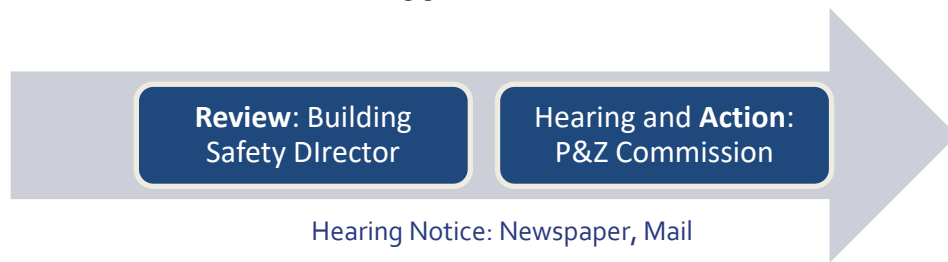 Review: Building
Safety DIrector
Hearing and Action:
P&Z Commission
Hearing Notice: Newspaper, Mail